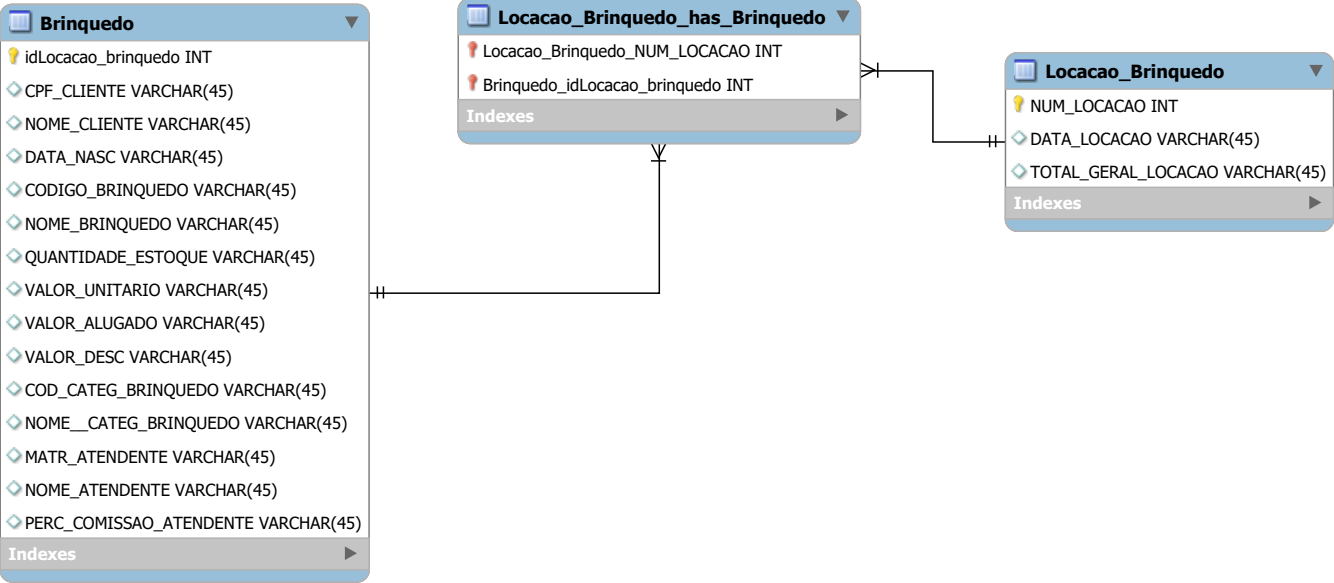 Brinquedo
idLocacao_brinquedo INT
CPF_CLIENTE VARCHAR(45)
NOME_CLIENTE VARCHAR(45)
DATA_NASC VARCHAR(45)
CODIGO_BRINQUEDO VARCHAR(45)
NOME_BRINQUEDO VARCHAR(45)
QUANTIDADE_ESTOQUE VARCHAR(45)
VALOR_UNITARIO VARCHAR(45)
VALOR_ALUGADO VARCHAR(45)
VALOR_DESC VARCHAR(45)
COD_CATEG_BRINQUEDO VARCHAR(45)
NOME__CATEG_BRINQUEDO VARCHAR(45)
MATR_ATENDENTE VARCHAR(45)
NOME_ATENDENTE VARCHAR(45)
PERC_COMISSAO_ATENDENTE VARCHAR(45)
Indexes
Locacao_Brinquedo_has_Brinquedo
Locacao_Brinquedo_NUM_LOCACAO INT
Brinquedo_idLocacao_brinquedo INT
Indexes
Locacao_Brinquedo
NUM_LOCACAO INT
DATA_LOCACAO VARCHAR(45)
TOTAL_GERAL_LOCACAO VARCHAR(45)
Indexes